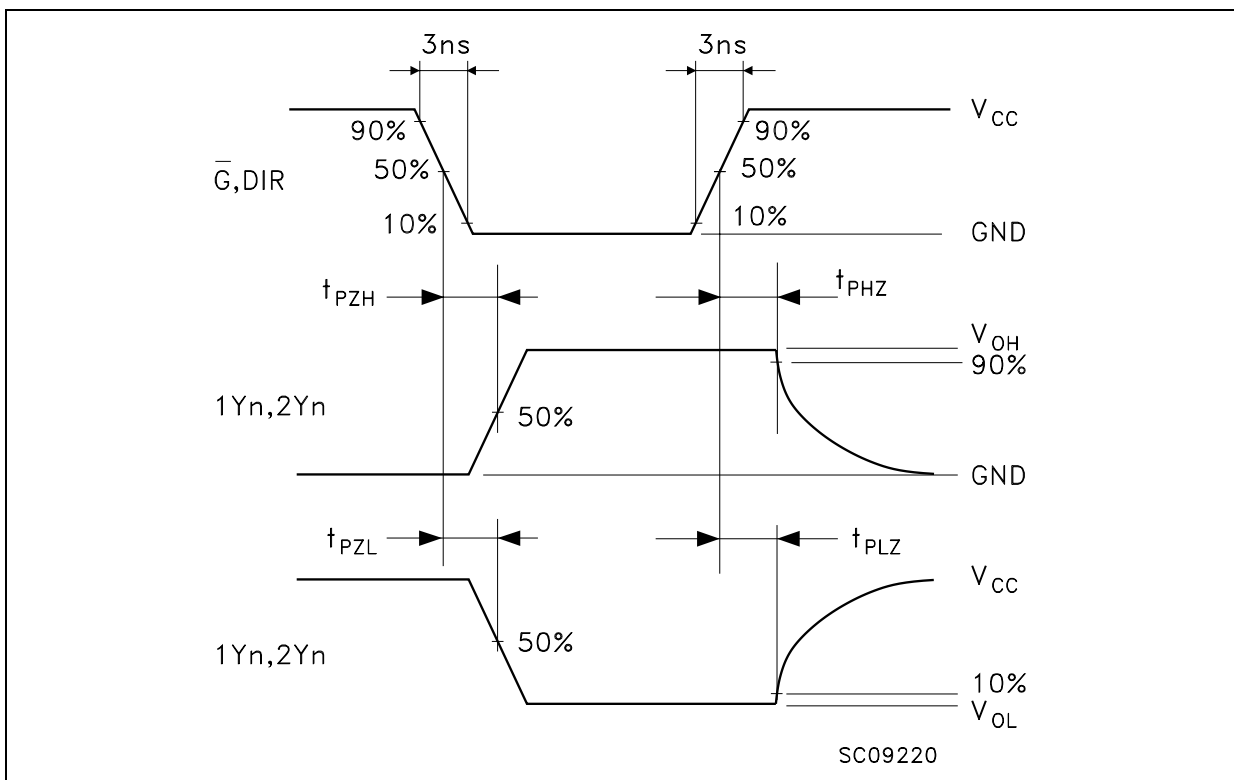 3ns 3ns
V_CC
90% 90%
50% 50%
G̅,DIR
10% 10%
GND
t_PZH t_PHZ
V_OH
90%
1Yn,2Yn
50%
GND
t_PZL t_PLZ
V_CC
50%
1Yn,2Yn
10%
V_OL
SC09220